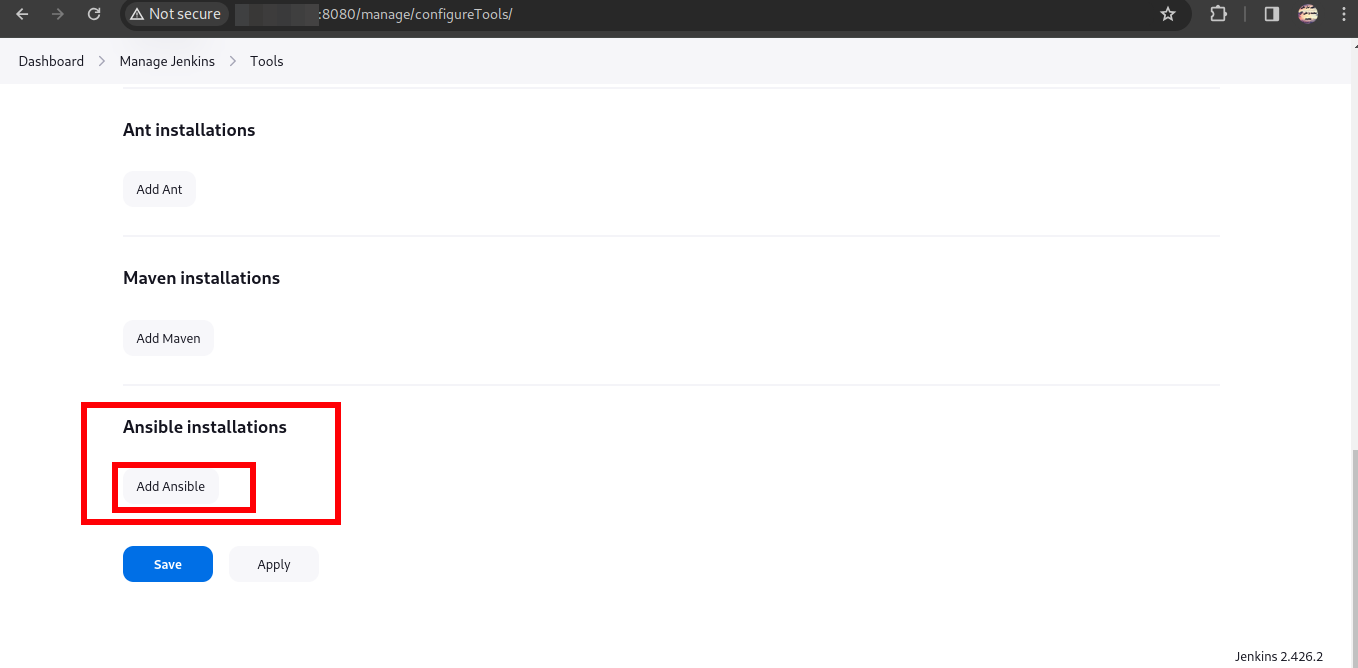 Not secure :8080/manage/configureTools/
Dashboard Manage Jenkins Tools
Ant installations
Add Ant
Maven installations
Add Maven
Ansible installations
Add Ansible
Save Apply
Jenkins 2.426.2